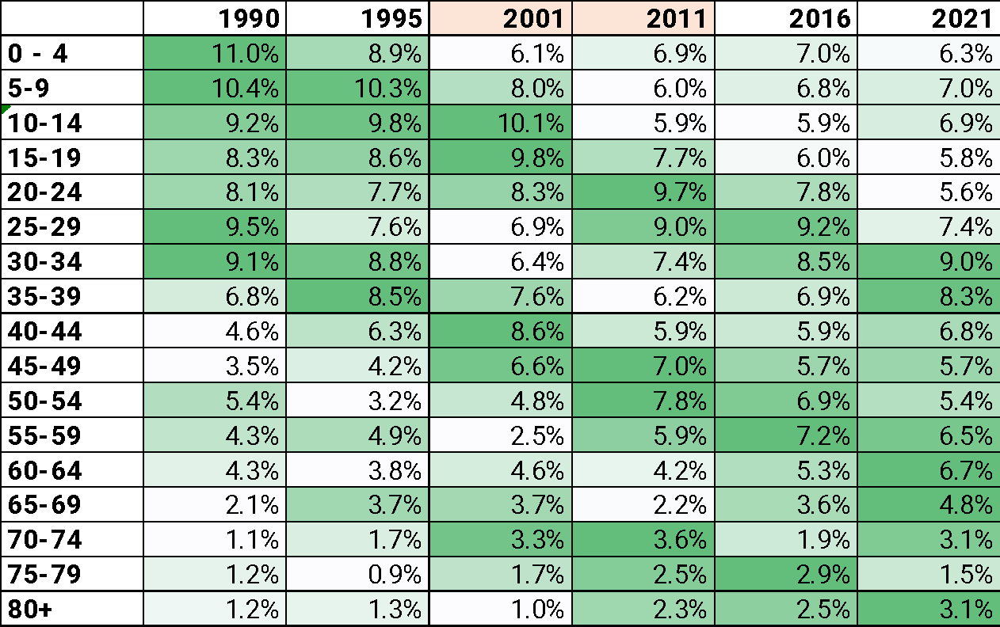 1990 1995 2001 2011 2016 2021
0 - 4 11.0% 8.9% 6.1% 6.9% 7.0% 6.3%
5-9 10.4% 10.3% 8.0% 6.0% 6.8% 7.0%
10-14 9.2% 9.8% 10.1% 5.9% 5.9% 6.9%
15-19 8.3% 8.6% 9.8% 7.7% 6.0% 5.8%
20-24 8.1% 7.7% 8.3% 9.7% 7.8% 5.6%
25-29 9.5% 7.6% 6.9% 9.0% 9.2% 7.4%
30-34 9.1% 8.8% 6.4% 7.4% 8.5% 9.0%
35-39 6.8% 8.5% 7.6% 6.2% 6.9% 8.3%
40-44 4.6% 6.3% 8.6% 5.9% 5.9% 6.8%
45-49 3.5% 4.2% 6.6% 7.0% 5.7% 5.7%
50-54 5.4% 3.2% 4.8% 7.8% 6.9% 5.4%
55-59 4.3% 4.9% 2.5% 5.9% 7.2% 6.5%
60-64 4.3% 3.8% 4.6% 4.2% 5.3% 6.7%
65-69 2.1% 3.7% 3.7% 2.2% 3.6% 4.8%
70-74 1.1% 1.7% 3.3% 3.6% 1.9% 3.1%
75-79 1.2% 0.9% 1.7% 2.5% 2.9% 1.5%
80+ 1.2% 1.3% 1.0% 2.3% 2.5% 3.1%